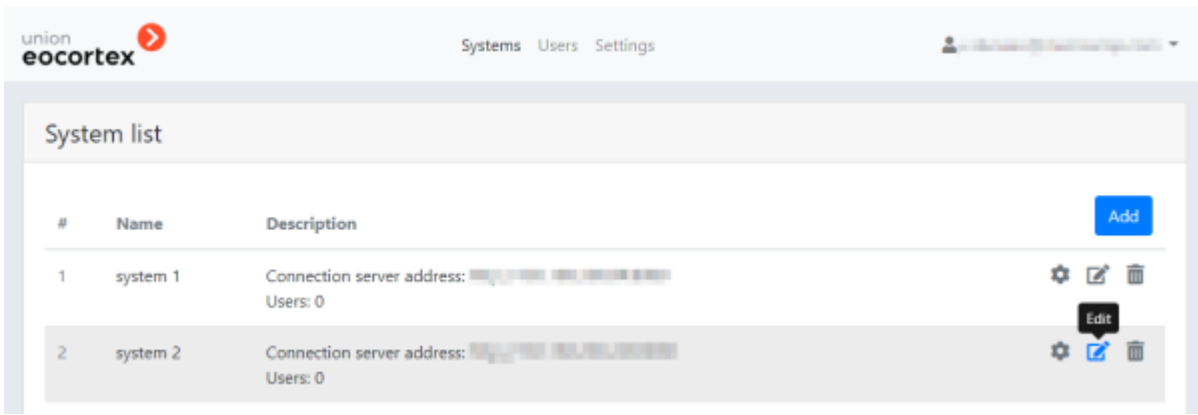 union
eocortex
Systems Users Settings
System list
# Name Description Add
1 system 1 Connection server address:
Users: 0
Edit
2 system 2 Connection server address:
Users: 0